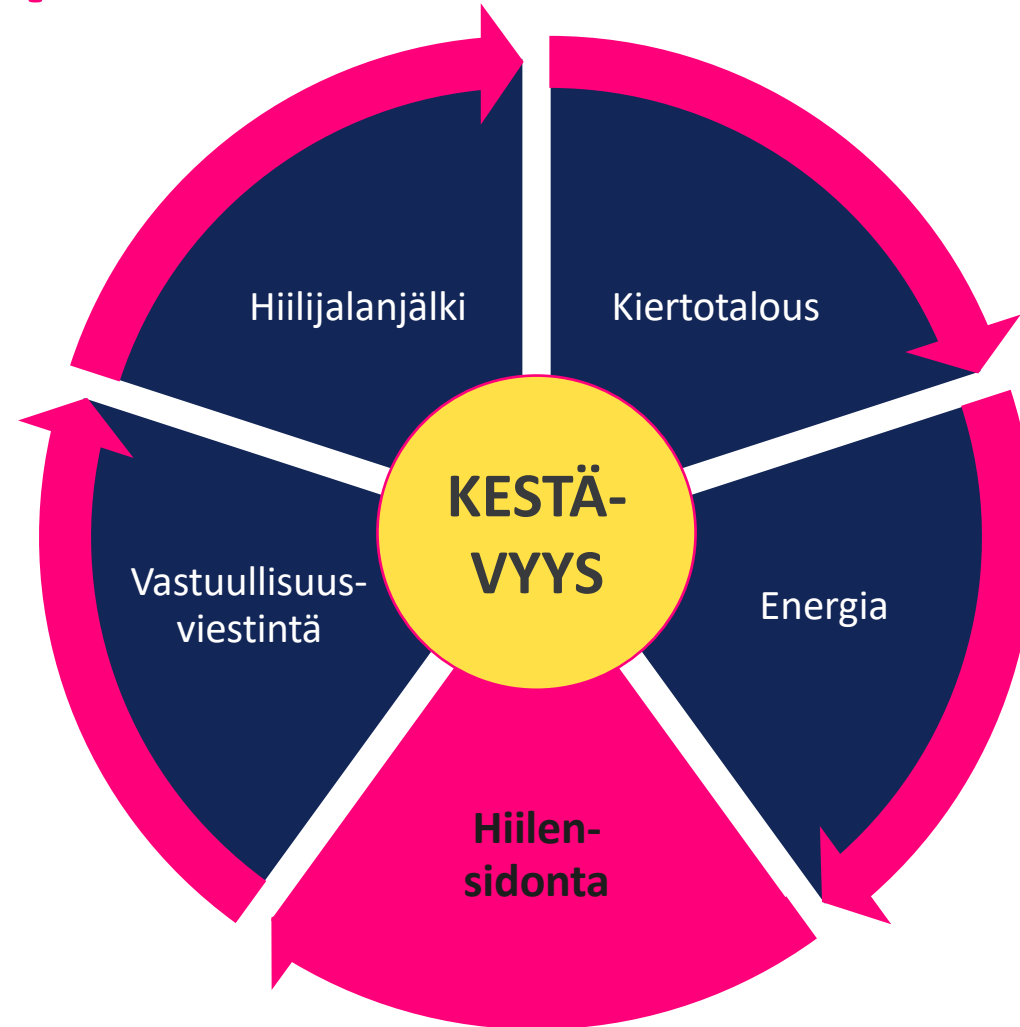 Hiilijalanjälki
Kiertotalous
KESTÄ-
VYYS
Vastuullisuus-
viestintä
Energia
Hiilen-
sidonta